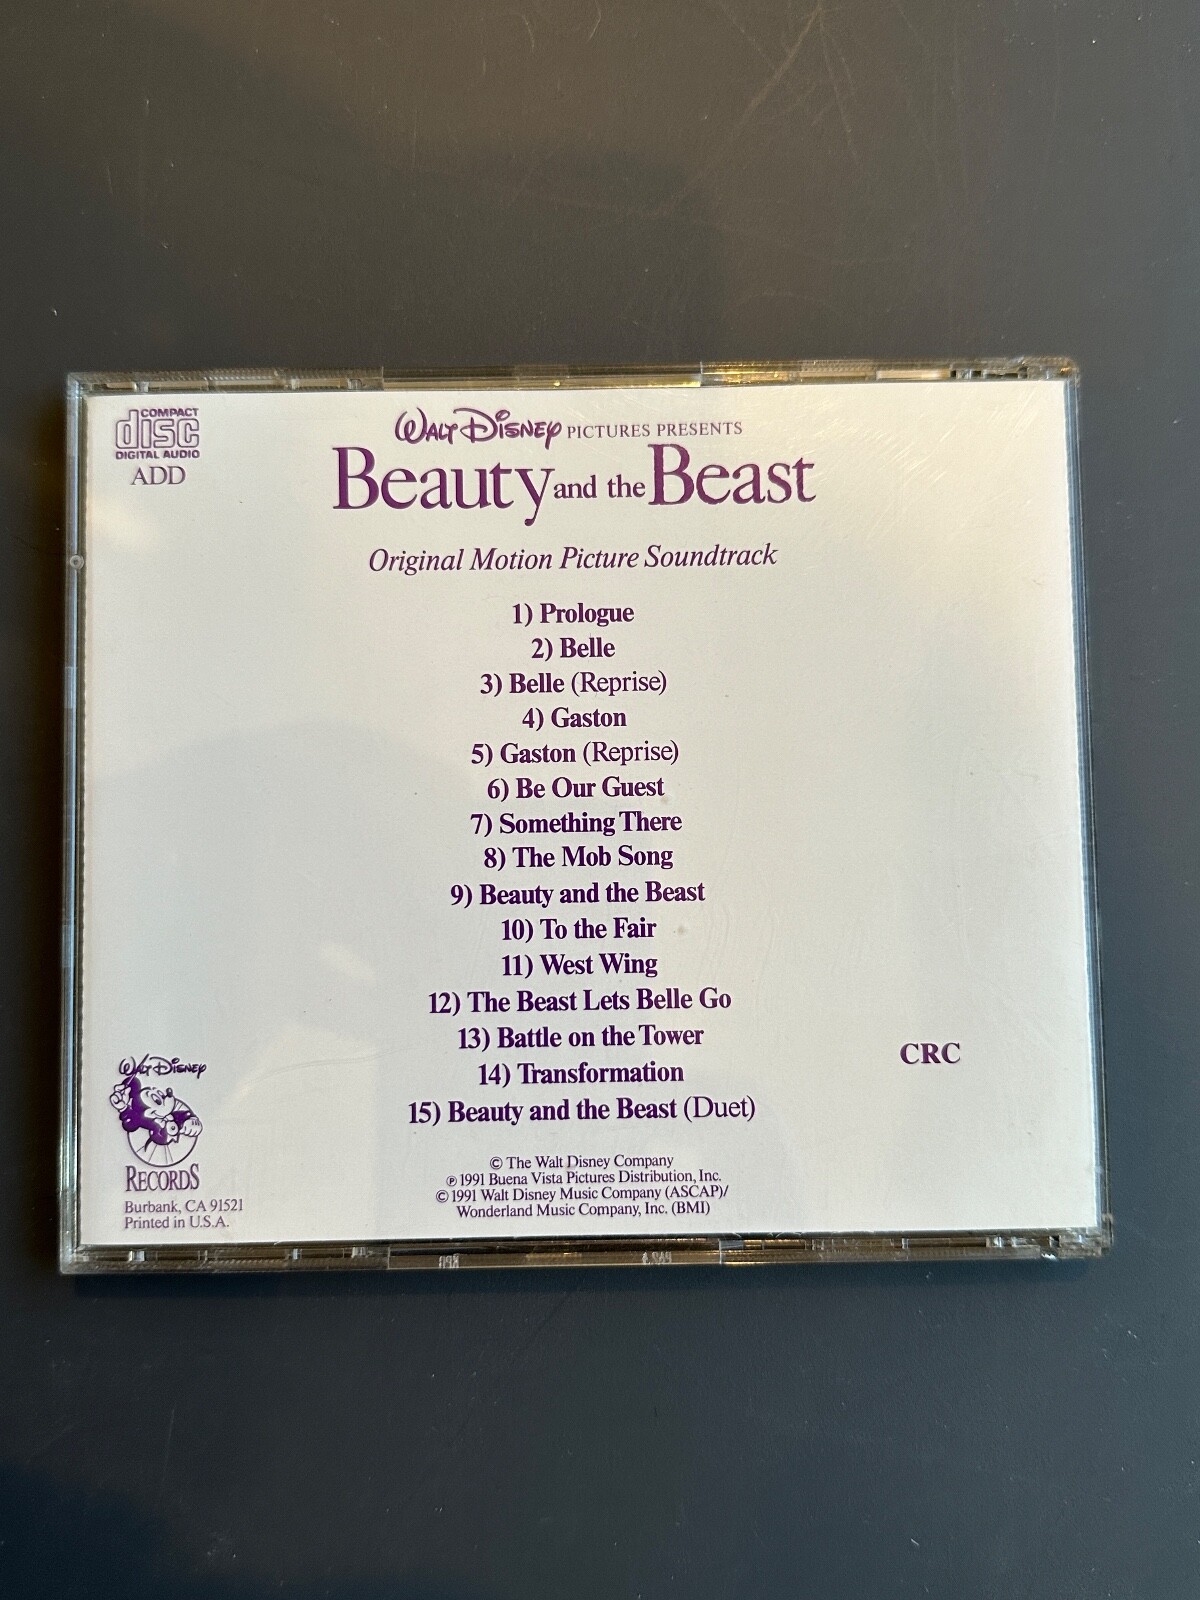 COMPACT
disc
DIGITAL AUDIO
ADD
WALT DISNEY PICTURES PRESENTS
Beauty and the Beast
Original Motion Picture Soundtrack
1) Prologue
2) Belle
3) Belle (Reprise)
4) Gaston
5) Gaston (Reprise)
6) Be Our Guest
7) Something There
8) The Mob Song
9) Beauty and the Beast
10) To the Fair
11) West Wing
12) The Beast Lets Belle Go
13) Battle on the Tower
14) Transformation
15) Beauty and the Beast (Duet)
CRC
WALT DISNEY
RECORDS
Burbank, CA 91521
Printed in U.S.A.
© The Walt Disney Company
℗ 1991 Buena Vista Pictures Distribution, Inc.
© 1991 Walt Disney Music Company (ASCAP)/
Wonderland Music Company, Inc. (BMI)